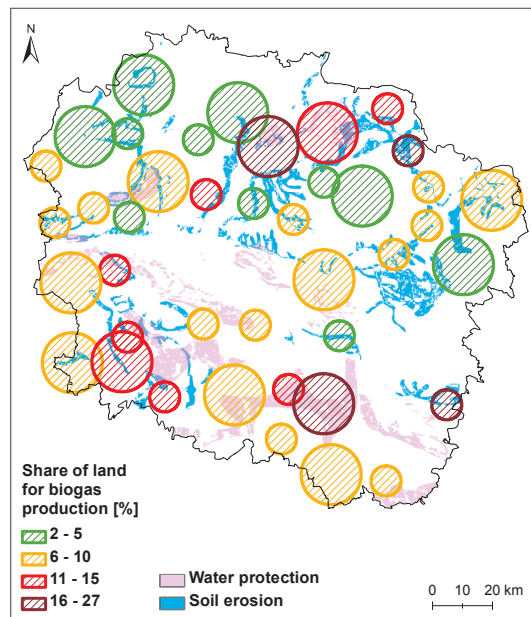 N
Share of land
for biogas
production [%]
2 - 5
6 - 10
11 - 15
16 - 27
Water protection
Soil erosion
0 10 20 km